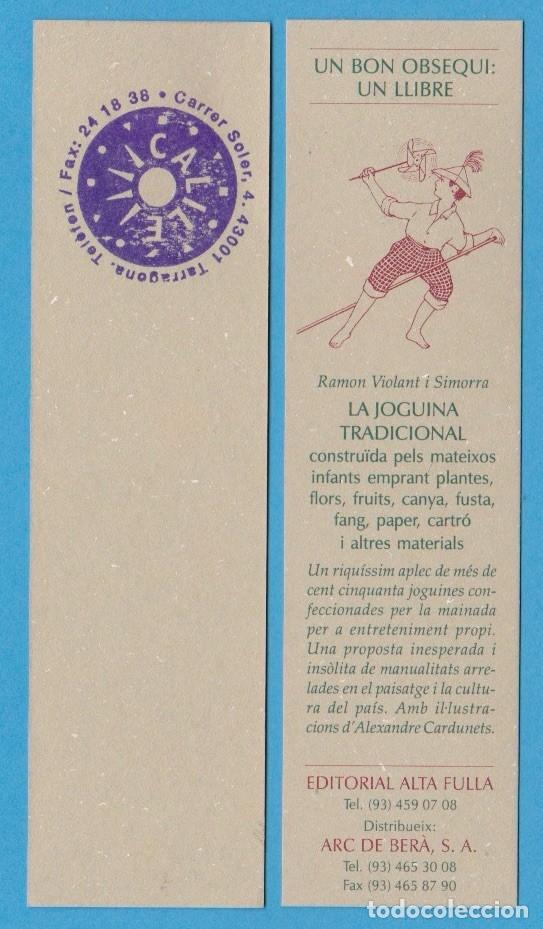 Carrer Soler, 4. 43001 Tarragona. Telèfon / Fax: 24 18 38 •
UN BON OBSEQUI:
UN LLIBRE
Ramon Violant i Simorra
LA JOGUINA
TRADICIONAL
construïda pels mateixos
infants emprant plantes,
flors, fruits, canya, fusta,
fang, paper, cartró
i altres materials
Un riquíssim aplec de més de
cent cinquanta joguines con-
feccionades per la mainada
per a entreteniment propi.
Una proposta inesperada i
insòlita de manualitats arre-
lades en el paisatge i la cultu-
ra del país. Amb il·lustra-
cions d'Alexandre Cardunets.
EDITORIAL ALTA FULLA
Tel. (93) 459 07 08
Distribueix:
ARC DE BERÀ, S. A.
Tel. (93) 465 30 08
Fax (93) 465 87 90
todocoleccion.net